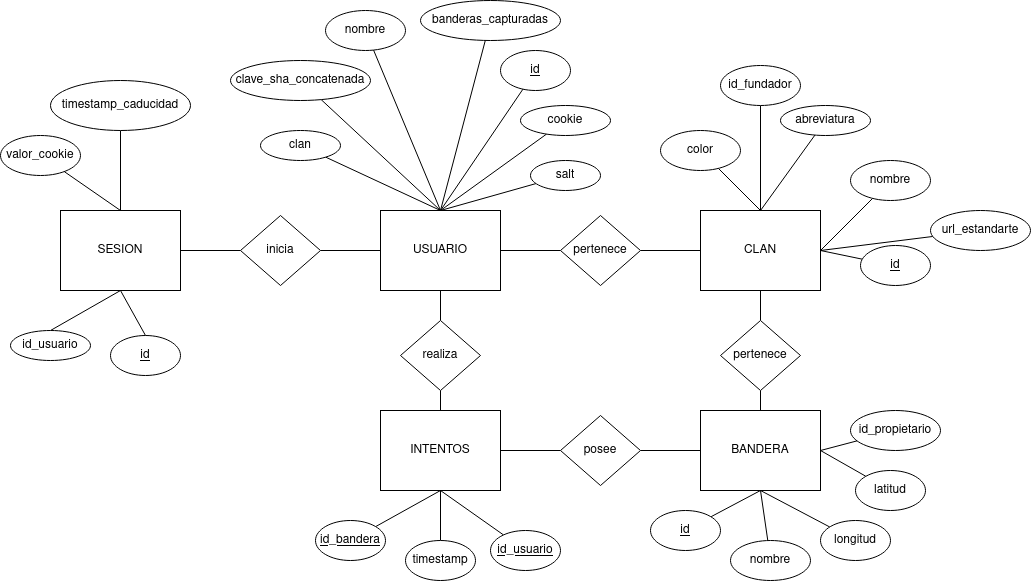 banderas_capturadas
nombre
id
clave_sha_concatenada
id_fundador
timestamp_caducidad
cookie
abreviatura
clan
color
valor_cookie
salt
nombre
url_estandarte
SESION
inicia
USUARIO
pertenece
CLAN
id
id_usuario
id
realiza
pertenece
id_propietario
INTENTOS
posee
BANDERA
latitud
id
id_bandera
longitud
id_usuario
timestamp
nombre